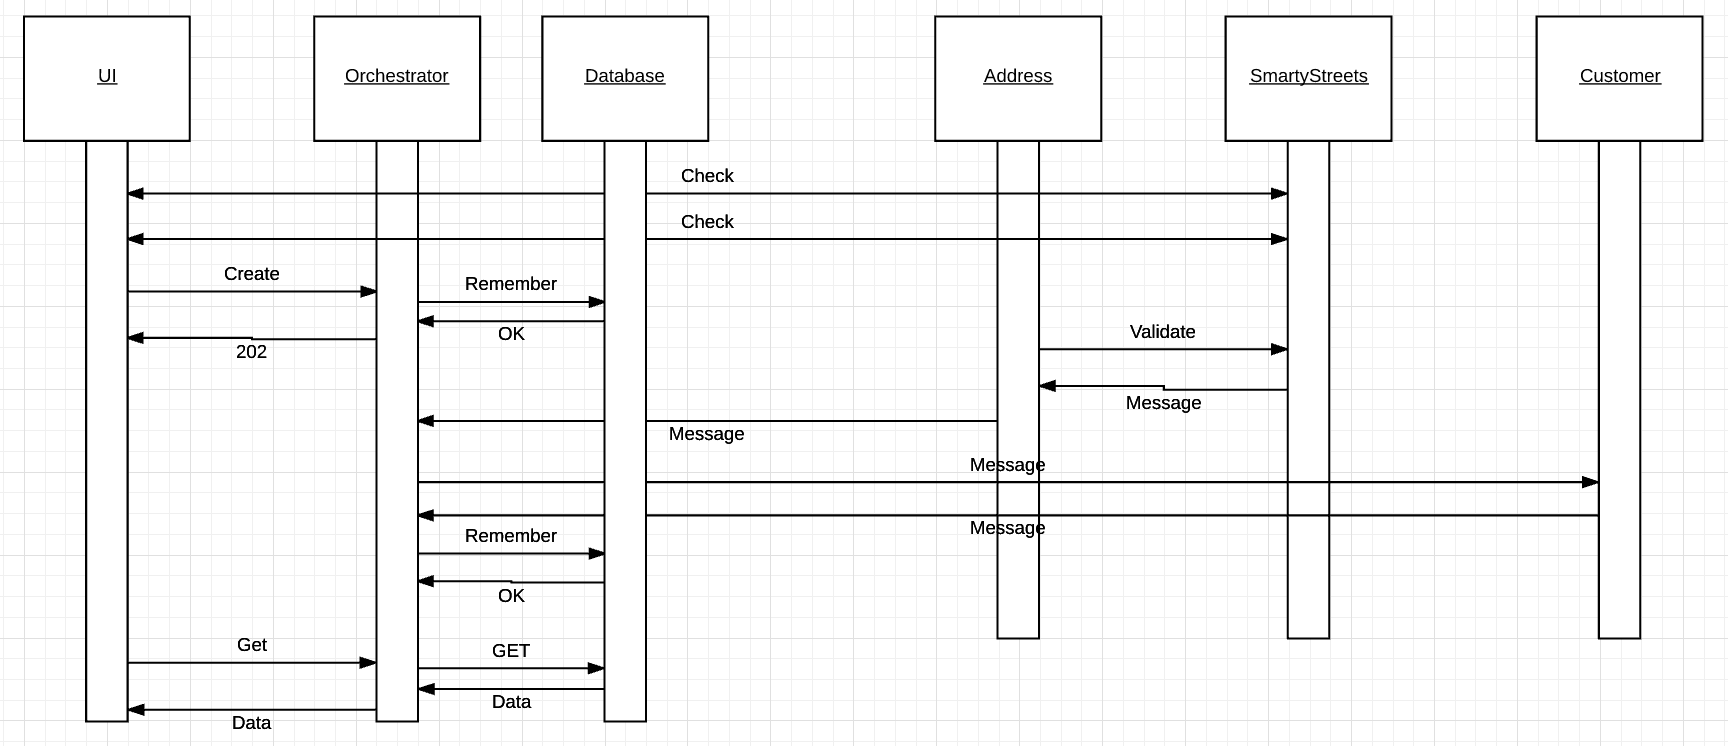 UI
Orchestrator
Database
Address
SmartyStreets
Customer
Check
Check
Create
Remember
OK
Validate
202
Message
Message
Message
Message
Remember
OK
Get
GET
Data
Data